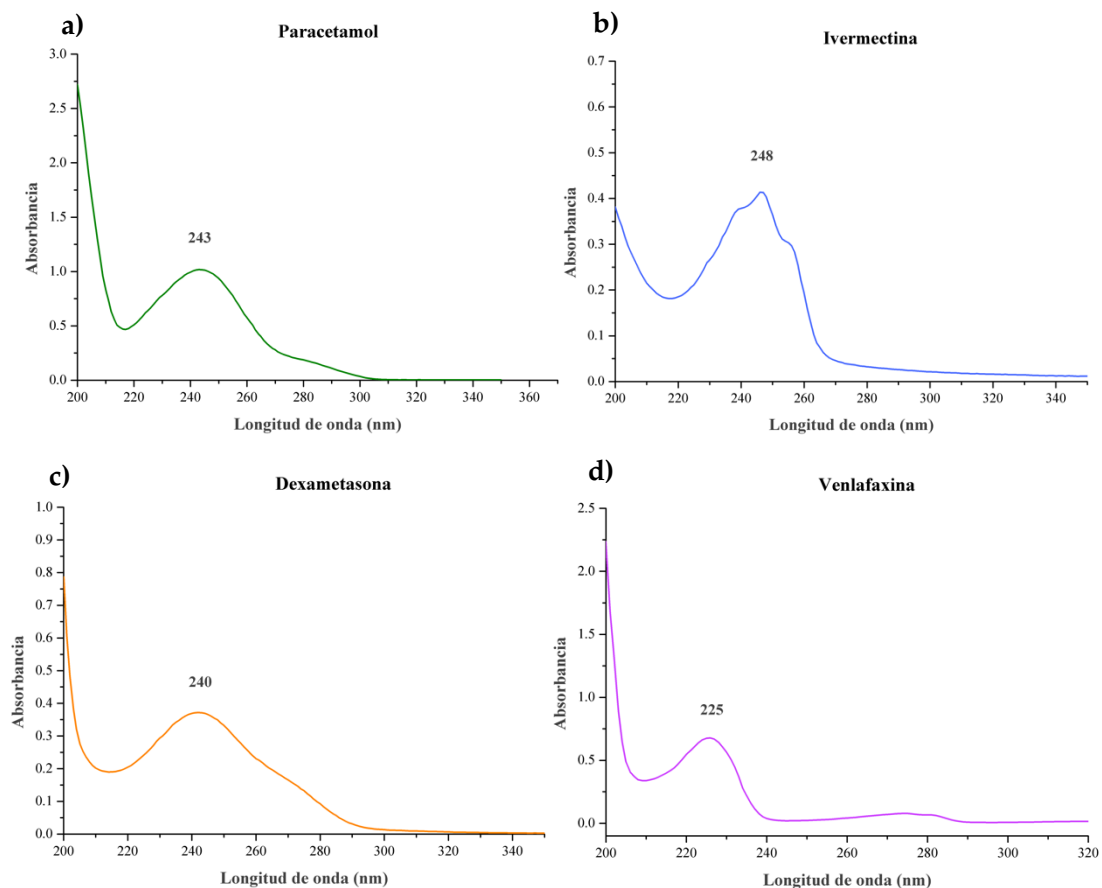 a)
Paracetamol
3.0
2.5
2.0
1.5
1.0
0.5
0.0
Absorbancia
243
200 220 240 260 280 300 320 340 360
Longitud de onda (nm)
b)
Ivermectina
0.7
0.6
0.5
0.4
0.3
0.2
0.1
0.0
Absorbancia
248
200 220 240 260 280 300 320 340
Longitud de onda (nm)
c)
Dexametasona
1.0
0.9
0.8
0.7
0.6
0.5
0.4
0.3
0.2
0.1
0.0
Absorbancia
240
200 220 240 260 280 300 320 340
Longitud de onda (nm)
d)
Venlafaxina
2.5
2.0
1.5
1.0
0.5
0.0
Absorbancia
225
200 220 240 260 280 300 320
Longitud de onda (nm)